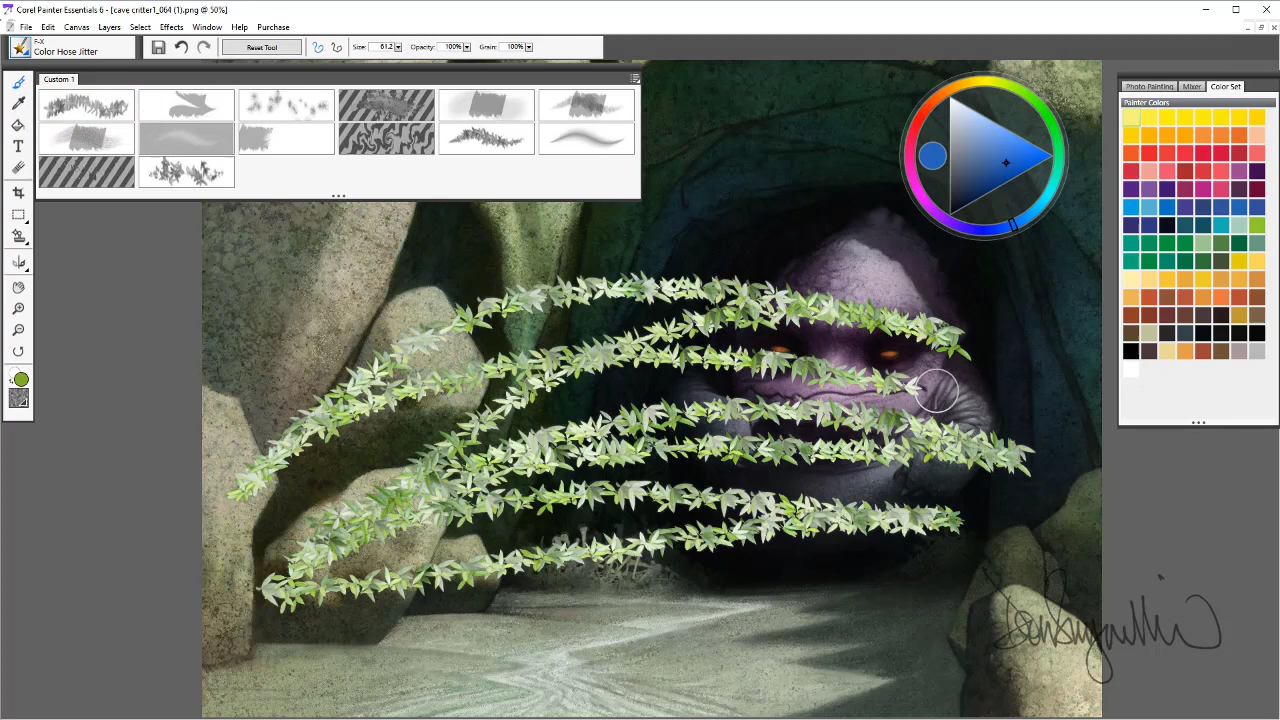 Corel Painter Essentials 6 - [cave critter1_064 (1).png @ 50%]
File Edit Canvas Layers Select Effects Window Help Purchase
F-X
Color Hose Jitter
Reset Tool Size: 61.2 Opacity: 100% Grain: 100%
Custom 1
Photo Painting Mixer Color Set
Painter Colors